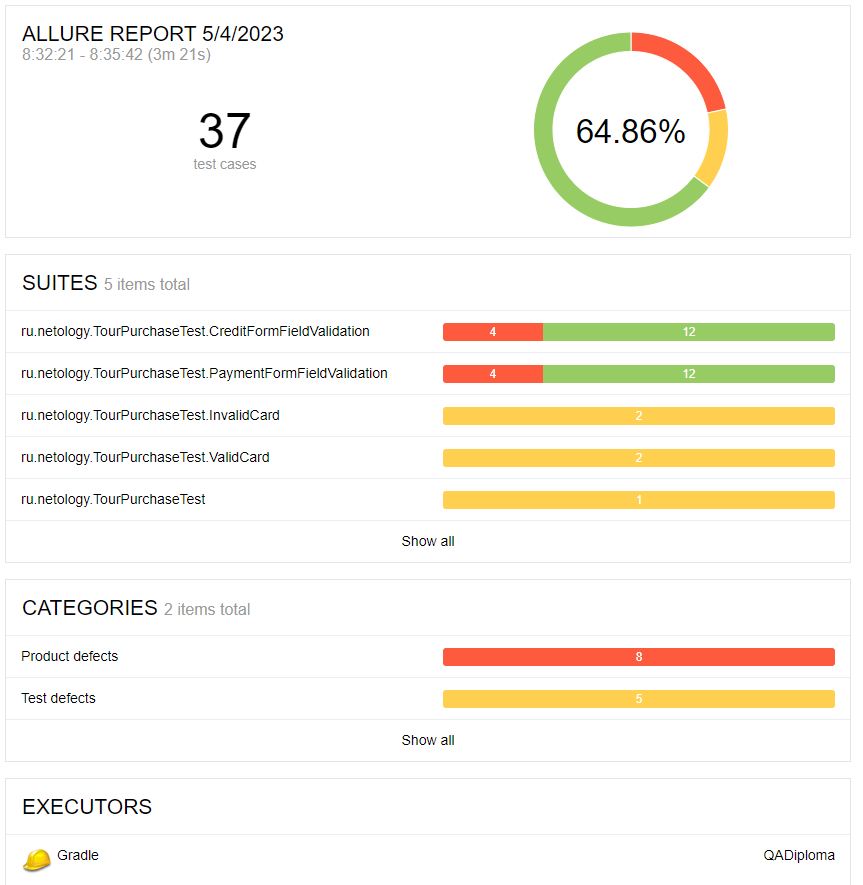 ALLURE REPORT 5/4/2023
8:32:21 - 8:35:42 (3m 21s)
37
test cases
64.86%
SUITES 5 items total
ru.netology.TourPurchaseTest.CreditFormFieldValidation 4 12
ru.netology.TourPurchaseTest.PaymentFormFieldValidation 4 12
ru.netology.TourPurchaseTest.InvalidCard 2
ru.netology.TourPurchaseTest.ValidCard 2
ru.netology.TourPurchaseTest 1
Show all
CATEGORIES 2 items total
Product defects 8
Test defects 5
Show all
EXECUTORS
Gradle QADiploma